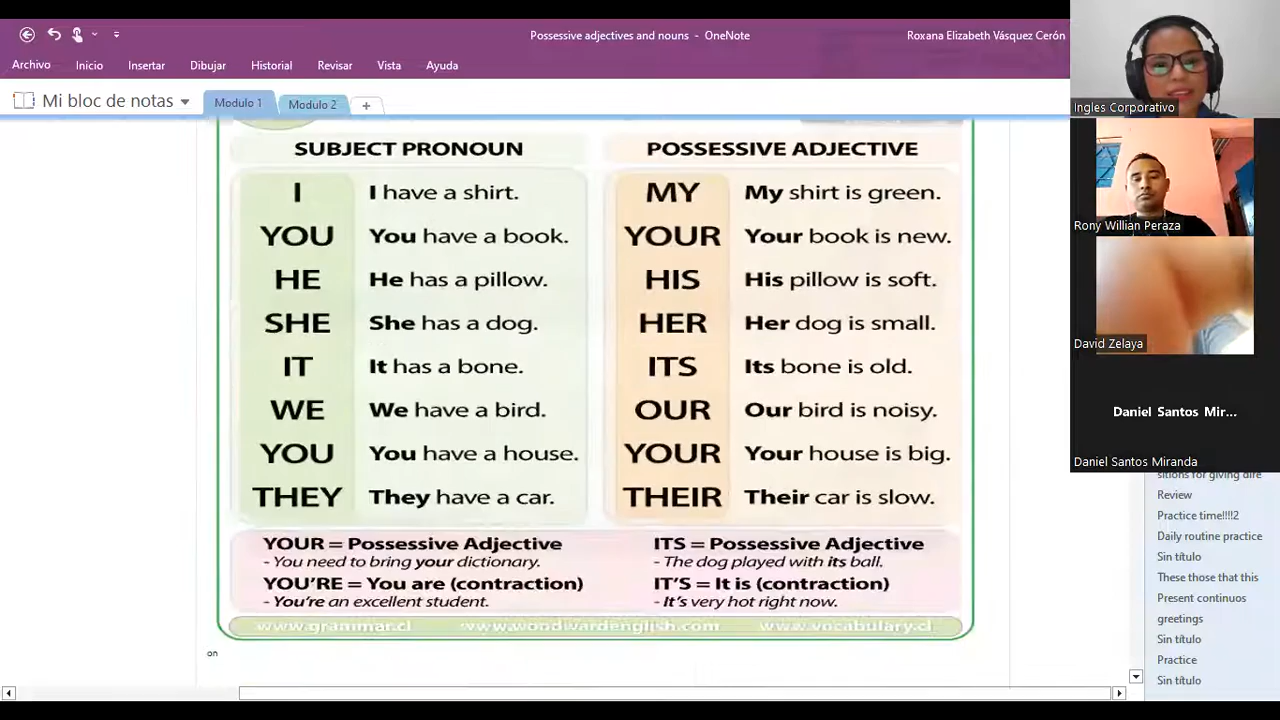 Possessive adjectives and nouns - OneNote
Roxana Elizabeth Vásquez Cerón
Archivo Inicio Insertar Dibujar Historial Revisar Vista Ayuda
Mi bloc de notas Modulo 1 Modulo 2 +
SUBJECT PRONOUN POSSESSIVE ADJECTIVE
I I have a shirt. MY My shirt is green.
YOU You have a book. YOUR Your book is new.
HE He has a pillow. HIS His pillow is soft.
SHE She has a dog. HER Her dog is small.
IT It has a bone. ITS Its bone is old.
WE We have a bird. OUR Our bird is noisy.
YOU You have a house. YOUR Your house is big.
THEY They have a car. THEIR Their car is slow.
YOUR = Possessive Adjective
- You need to bring your dictionary.
YOU'RE = You are (contraction)
- You're an excellent student.
ITS = Possessive Adjective
- The dog played with its ball.
IT'S = It is (contraction)
- It's very hot right now.
www.grammar.cl www.woodwardenglish.com www.vocabulary.cl
on
Ingles Corporativo
Rony Willian Peraza
David Zelaya
Daniel Santos Mir...
Daniel Santos Miranda
sitions for giving dire
Review
Practice time!!!!2
Daily routine practice
Sin título
These those that this
Present continuos
greetings
Sin título
Practice
Sin título